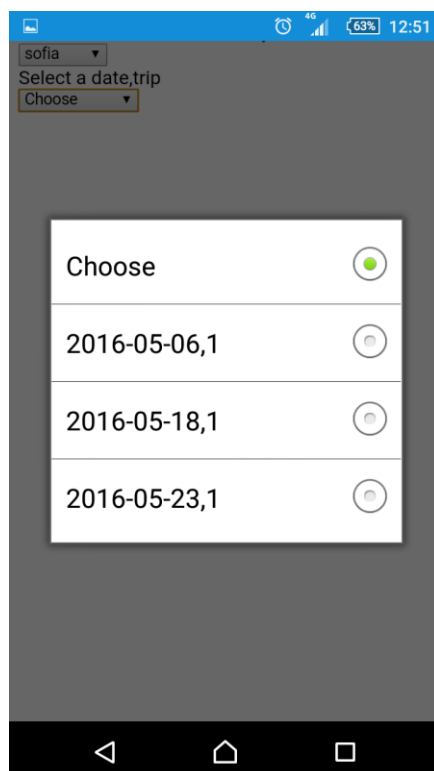 4G
63%
12:51
sofia
Select a date,trip
Choose
Choose
2016-05-06,1
2016-05-18,1
2016-05-23,1